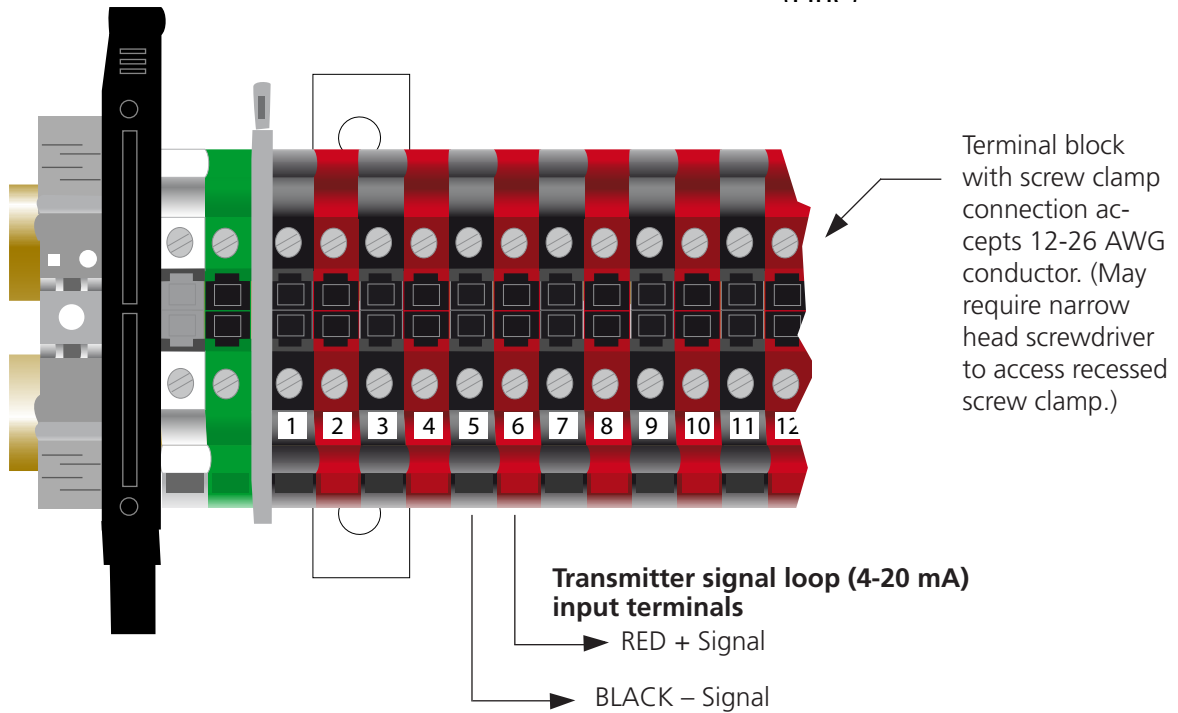 Terminal block
with screw clamp
connection ac-
cepts 12-26 AWG
conductor. (May
require narrow
head screwdriver
to access recessed
screw clamp.)
1 2 3 4 5 6 7 8 9 10 11 12
Transmitter signal loop (4-20 mA)
input terminals
RED + Signal
BLACK – Signal